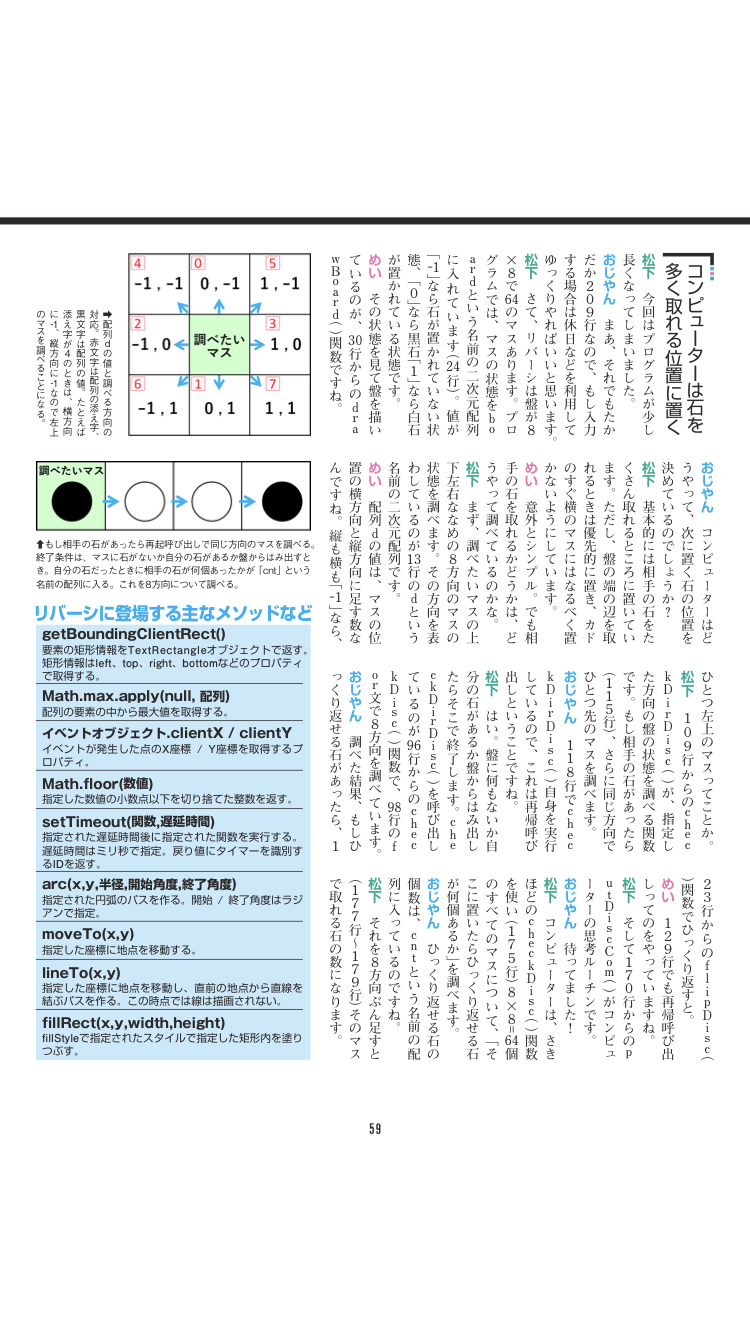 コンピューターは石を
多く取れる位置に置く
松下　今回はプログラムが少し
長くなってしまいました。
おじやん　まあ、それでもたか
だか209行なので、もし入力
する場合は休日などを利用して
ゆっくりやればいいと思います。
松下　さて、リバーシは盤が8
×8で64のマスあります。プロ
グラムでは、マスの状態をbo
ardという名前の二次元配列
に入れています(24行)。値が
「-1」なら石が置かれていない状
態、「0」なら黒石「1」なら白石
が置かれている状態です。
めい　その状態を見て盤を描い
ているのが、30行からのdra
wBoard()関数ですね。
おじやん　コンピューターはど
うやって、次に置く石の位置を
決めているのでしょうか?
松下　基本的には相手の石をた
くさん取れるところに置いてい
ます。ただし、盤の端の辺を取
れるときは優先的に置き、カド
のすぐ横のマスにはなるべく置
かないようにしています。
めい　意外とシンプル。でも相
手の石を取れるかどうかは、ど
うやって調べているのかな。
松下　まず、調べたいマスの上
下左右ななめの8方向のマスの
状態を調べます。その方向を表
わしているのが13行のdという
名前の二次元配列です。
めい　配列dの値は、マスの位
置の横方向と縦方向に足す数な
んですね。縦も横も「-1」なら、
ひとつ左上のマスってことか。
松下　109行からのchec
kDirDisc()が、指定し
た方向の盤の状態を調べる関数
です。もし相手の石があったら
(115行)、さらに同じ方向で
ひとつ先のマスを調べます。
おじやん　118行でchec
kDirDisc()自身を実行
しているので、これは再帰呼び
出しということですね。
松下　はい。盤に何もないか自
分の石があるか盤からはみ出し
たらそこで終了します。che
ckDirDisc()を呼び出し
ているのが96行からのchec
kDisc()関数で、98行のf
or文で8方向を調べています。
おじやん　調べた結果、もしひ
っくり返せる石があったら、1
23行からのflipDisc(
)関数でひっくり返すと。
めい　129行でも再帰呼び出
しってのをやっていますね。
松下　そして170行からのp
utDiscCom()がコンピュ
ーターの思考ルーチンです。
おじやん　待ってました!
松下　コンピューターは、さき
ほどのcheckDisc()関数
を使い(175行)8×8=64個
のすべてのマスについて、「そ
こに置いたらひっくり返せる石
が何個あるか」を調べます。
おじやん　ひっくり返せる石の
個数は、cntという名前の配
列に入っているのですね。
松下　それを8方向ぶん足すと
(177行〜179行)そのマス
で取れる石の数になります。
4
-1 , -1
0
0 , -1
5
1 , -1
2
-1 , 0
調べたい
マス
3
1 , 0
6
-1 , 1
1
0 , 1
7
1 , 1
➡配列dの値と調べる方向の
対応。赤文字は配列の添え字、
黒文字は配列の値。たとえば
添え字が4のときは、横方向
に-1、縦方向に-1なので左上
のマスを調べることになる。
調べたいマス
⬆もし相手の石があったら再起呼び出しで同じ方向のマスを調べる。
終了条件は、マスに石がないか自分の石があるか盤からはみ出すと
き。自分の石だったときに相手の石が何個あったかが「cnt」という
名前の配列に入る。これを8方向について調べる。
リバーシに登場する主なメソッドなど
getBoundingClientRect()
要素の矩形情報をTextRectangleオブジェクトで返す。
矩形情報はleft、top、right、bottomなどのプロパティ
で取得する。
Math.max.apply(null, 配列)
配列の要素の中から最大値を取得する。
イベントオブジェクト.clientX / clientY
イベントが発生した点のX座標 / Y座標を取得するプ
ロパティ。
Math.floor(数値)
指定した数値の小数点以下を切り捨てた整数を返す。
setTimeout(関数,遅延時間)
指定された遅延時間後に指定された関数を実行する。
遅延時間はミリ秒で指定。戻り値にタイマーを識別す
るIDを返す。
arc(x,y,半径,開始角度,終了角度)
指定された円弧のパスを作る。開始 / 終了角度はラジ
アンで指定。
moveTo(x,y)
指定した座標に地点を移動する。
lineTo(x,y)
指定した座標に地点を移動し、直前の地点から直線を
結ぶパスを作る。この時点では線は描画されない。
fillRect(x,y,width,height)
fillStyleで指定されたスタイルで指定した矩形内を塗り
つぶす。
59